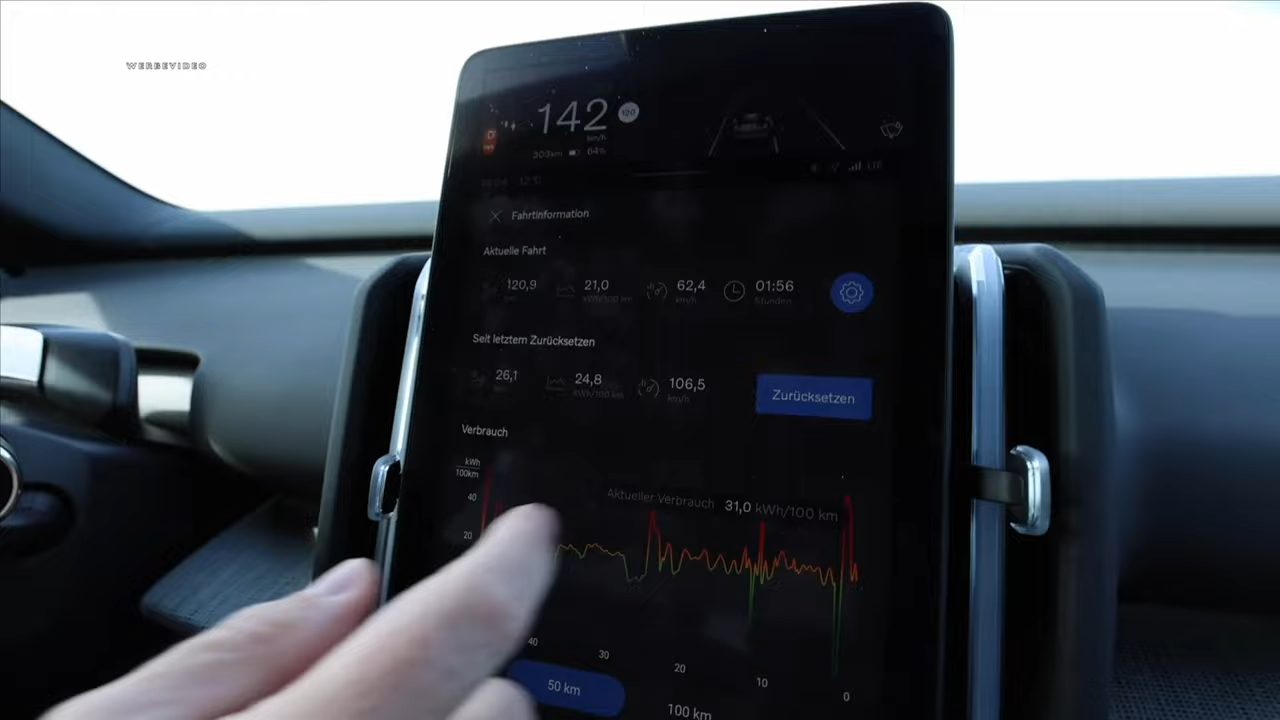 WERBEVIDEO
142 120
km/h
303km 64%
LTE
Fahrtinformation
Aktuelle Fahrt
120,9 21,0 62,4 01:56
kWh/100 km km/h Stunden
Seit letztem Zurücksetzen
26,1 24,8 106,5
kWh/100 km km/h
Zurücksetzen
Verbrauch
kWh
100km
Aktueller Verbrauch 31,0 kWh/100 km
40
20
40 30 20 10 0
50 km 100 km